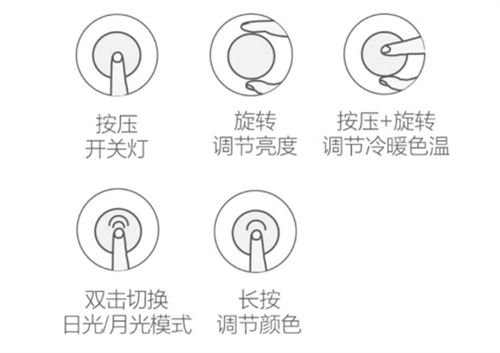 按压
开关灯
旋转
调节亮度
按压+旋转
调节冷暖色温
双击切换
日光/月光模式
长按
调节颜色